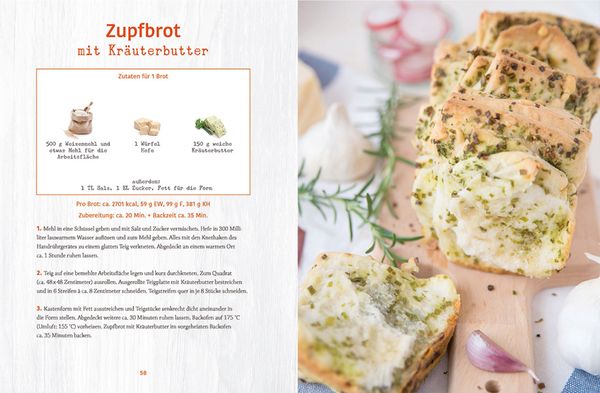 Zupfbrot
mit Kräuterbutter
Zutaten für 1 Brot
500 g Weizenmehl und
etwas Mehl für die
Arbeitsfläche
1 Würfel
Hefe
150 g weiche
Kräuterbutter
außerdem:
1 TL Salz, 1 EL Zucker, Fett für die Form
Pro Brot: ca. 2701 kcal, 59 g EW, 99 g F, 381 g KH
Zubereitung: ca. 20 Min. + Backzeit ca. 35 Min.
1. Mehl in eine Schüssel geben und mit Salz und Zucker vermischen. Hefe in 300 Milli-
liter lauwarmem Wasser auflösen und zum Mehl geben. Alles mit den Knethaken des
Handrührgerätes zu einem glatten Teig verkneten. Abgedeckt an einem warmen Ort
ca. 1 Stunde ruhen lassen.
2. Teig auf eine bemehlte Arbeitsfläche legen und kurz durchkneten. Zum Quadrat
(ca. 48 x 48 Zentimeter) ausrollen. Ausgerollte Teigplatte mit Kräuterbutter bestreichen
und in 6 Streifen à ca. 8 Zentimeter schneiden. Teigstreifen quer in je 8 Stücke schneiden.
3. Kastenform mit Fett ausstreichen und Teigstücke senkrecht dicht aneinander in
die Form stellen. Abgedeckt weitere ca. 30 Minuten ruhen lassen. Backofen auf 175 °C
(Umluft: 155 °C) vorheizen. Zupfbrot mit Kräuterbutter im vorgeheizten Backofen
ca. 35 Minuten backen.
58